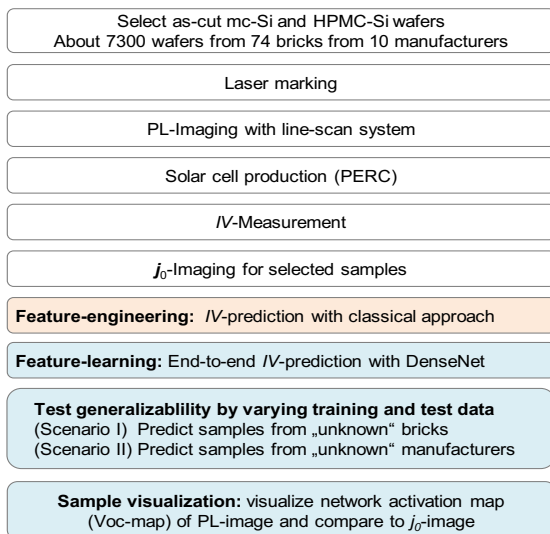 Select as-cut mc-Si and HPMC-Si wafers
About 7300 wafers from 74 bricks from 10 manufacturers
Laser marking
PL-Imaging with line-scan system
Solar cell production (PERC)
IV-Measurement
j0-Imaging for selected samples
Feature-engineering: IV-prediction with classical approach
Feature-learning: End-to-end IV-prediction with DenseNet
Test generalizablility by varying training and test data
(Scenario I) Predict samples from „unknown“ bricks
(Scenario II) Predict samples from „unknown“ manufacturers
Sample visualization: visualize network activation map
(Voc-map) of PL-image and compare to j0-image